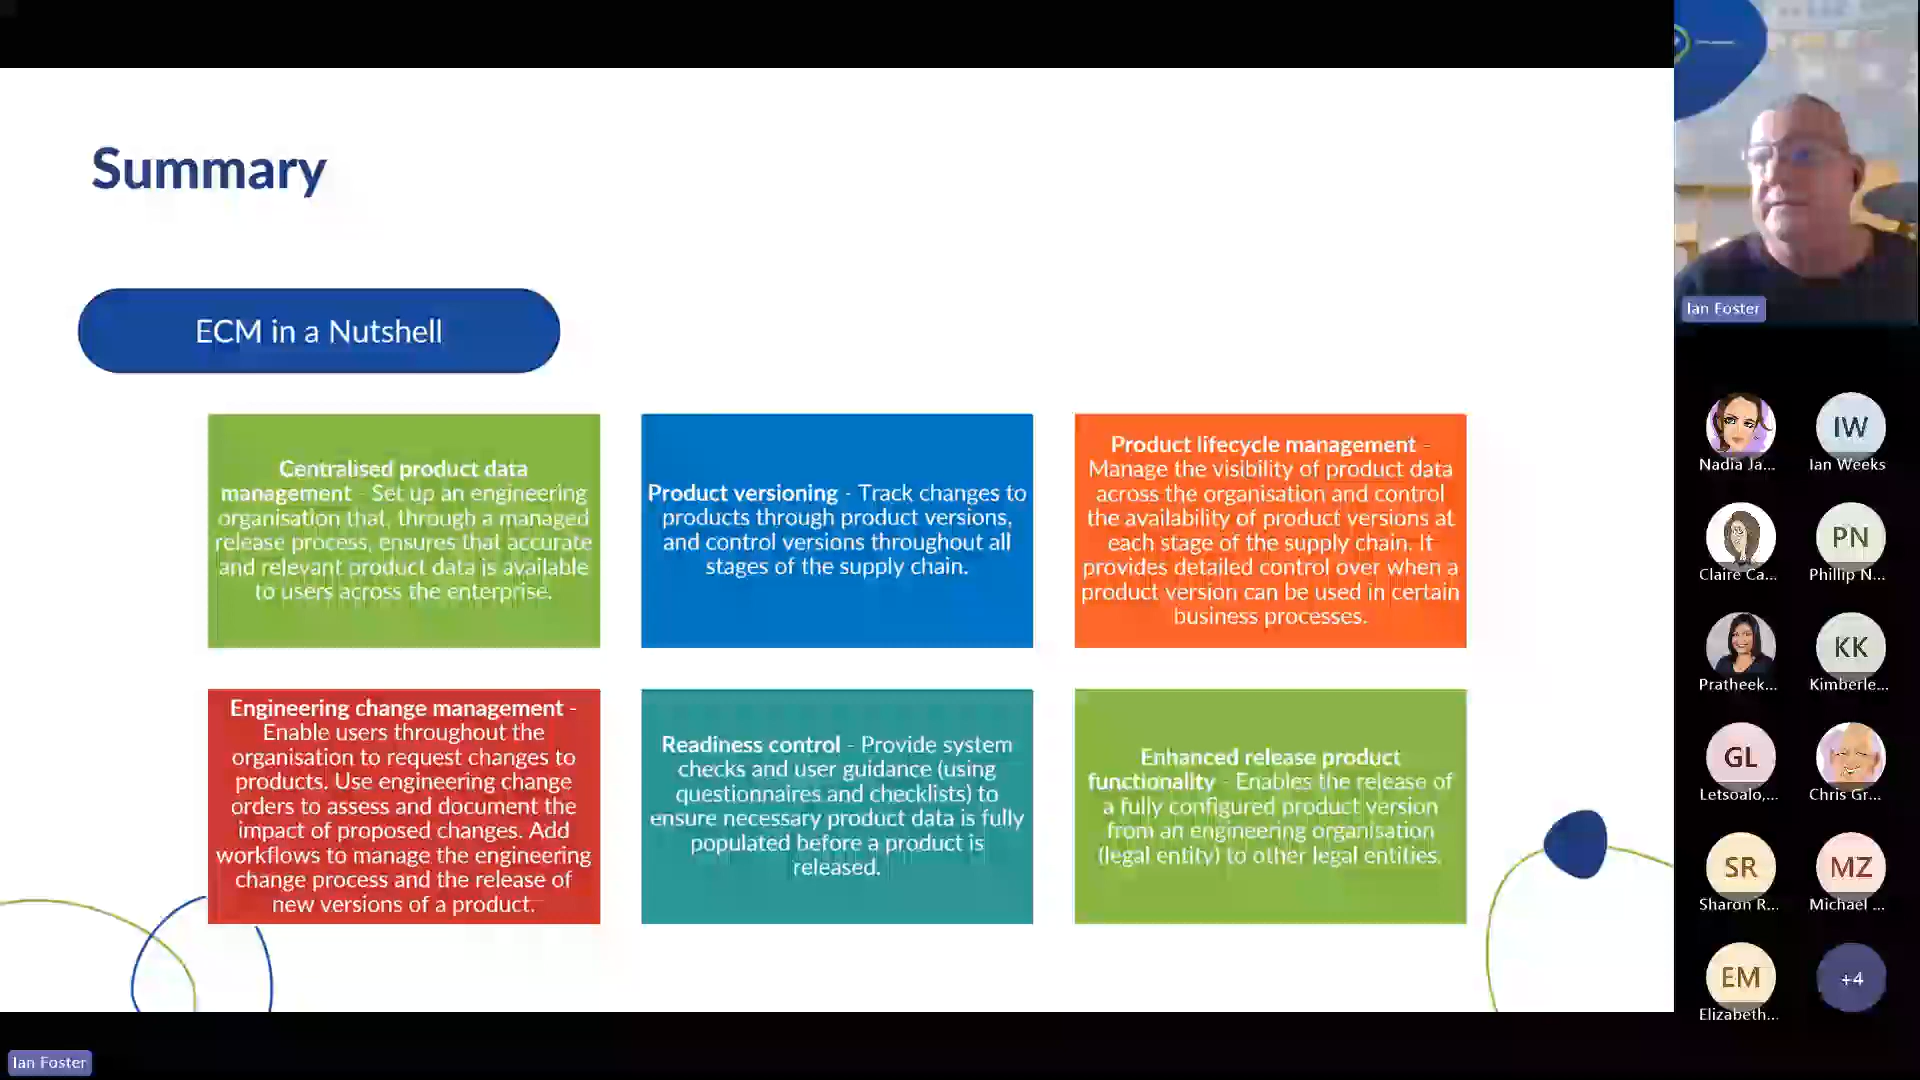 Summary
ECM in a Nutshell
Centralised product data
management - Set up an engineering
organisation that, through a managed
release process, ensures that accurate
and relevant product data is available
to users across the enterprise.
Product versioning - Track changes to
products through product versions,
and control versions throughout all
stages of the supply chain.
Product lifecycle management -
Manage the visibility of product data
across the organisation and control
the availability of product versions at
each stage of the supply chain. It
provides detailed control over when a
product version can be used in certain
business processes.
Engineering change management -
Enable users throughout the
organisation to request changes to
products. Use engineering change
orders to assess and document the
impact of proposed changes. Add
workflows to manage the engineering
change process and the release of
new versions of a product.
Readiness control - Provide system
checks and user guidance (using
questionnaires and checklists) to
ensure necessary product data is fully
populated before a product is
released.
Enhanced release product
functionality - Enables the release of
a fully configured product version
from an engineering organisation
(legal entity) to other legal entities.
Ian Foster
Nadia Ja...
IW
Ian Weeks
Claire Ca...
PN
Phillip N...
Pratheek...
KK
Kimberle...
GL
Letsoalo,...
Chris Gr...
SR
Sharon R...
MZ
Michael ...
EM
Elizabeth...
+4
Ian Foster